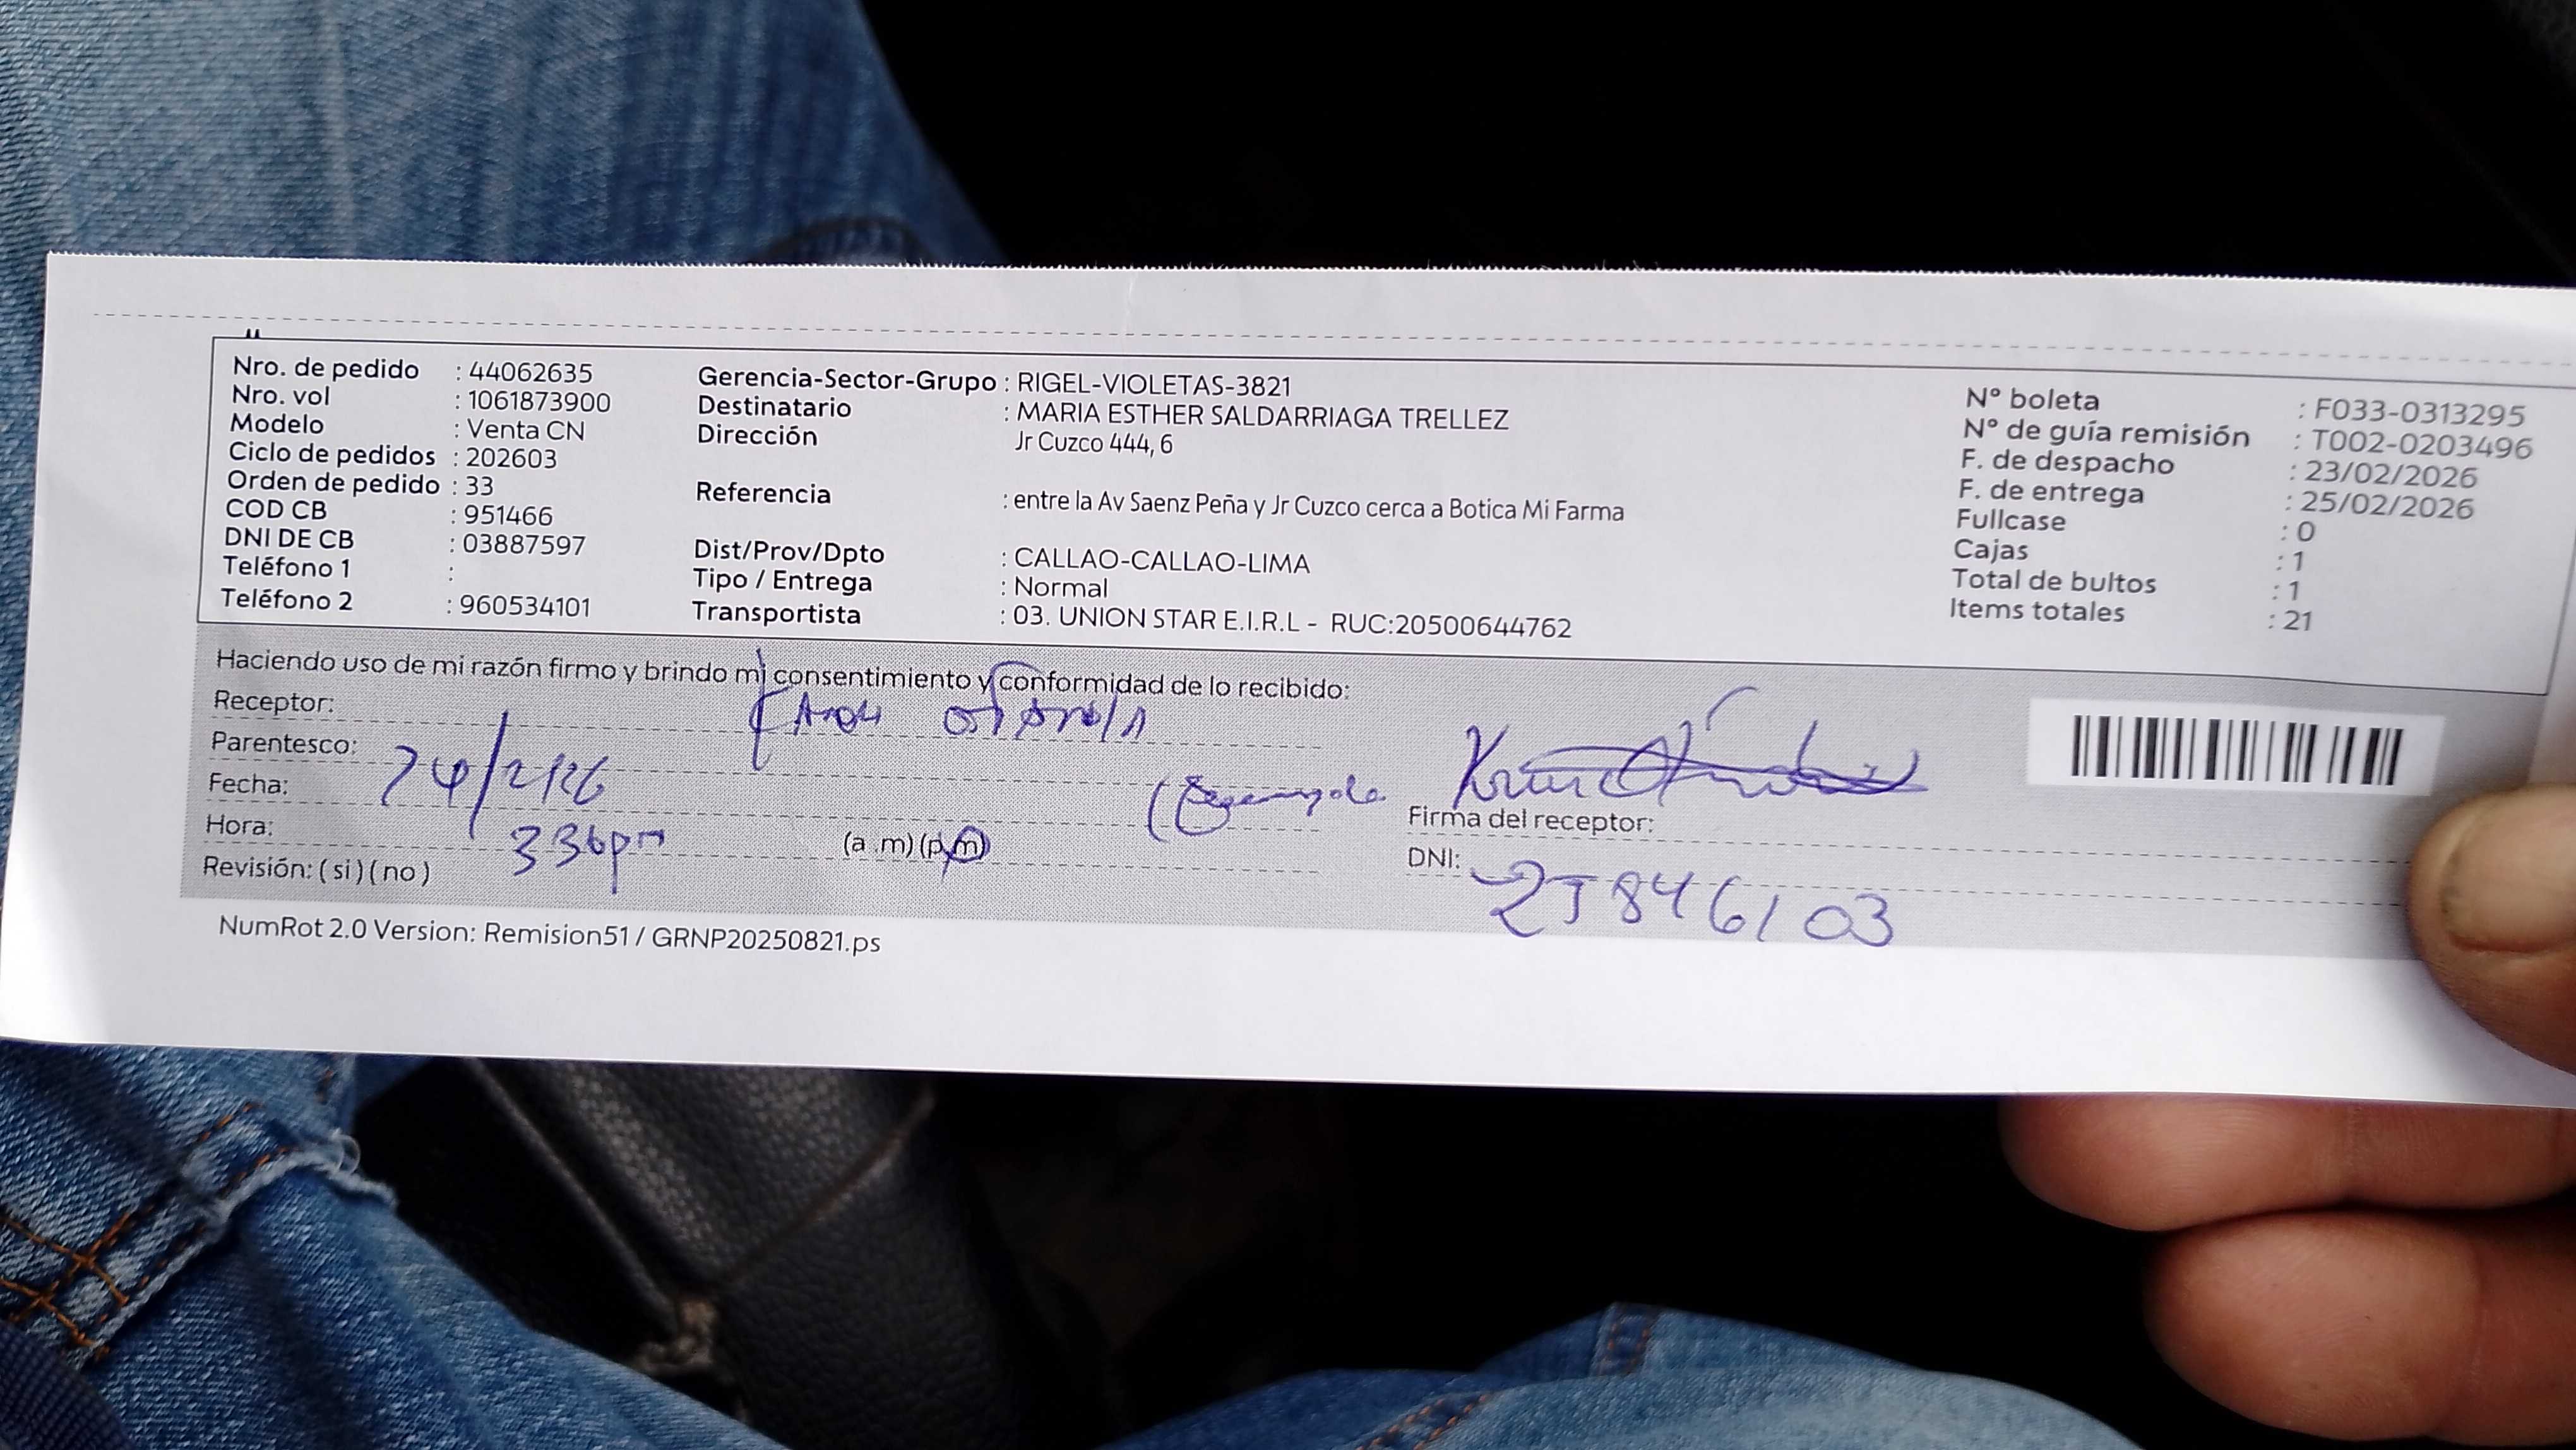 Nro. de pedido : 44062635
Nro. vol : 1061873900
Modelo : Venta CN
Ciclo de pedidos : 202603
Orden de pedido : 33
COD CB : 951466
DNI DE CB : 03887597
Teléfono 1 :
Teléfono 2 : 960534101
Gerencia-Sector-Grupo : RIGEL-VIOLETAS-3821
Destinatario : MARIA ESTHER SALDARRIAGA TRELLEZ
Dirección Jr Cuzco 444, 6
Referencia : entre la Av Saenz Peña y Jr Cuzco cerca a Botica Mi Farma
Dist/Prov/Dpto : CALLAO-CALLAO-LIMA
Tipo / Entrega : Normal
Transportista : 03. UNION STAR E.I.R.L - RUC:20500644762
N° boleta : F033-0313295
N° de guía remisión : T002-0203496
F. de despacho : 23/02/2026
F. de entrega : 25/02/2026
Fullcase : 0
Cajas : 1
Total de bultos : 1
Items totales : 21
Haciendo uso de mi razón firmo y brindo mi consentimiento y conformidad de lo recibido:
Receptor:
Parentesco:
Fecha: 24/2/26
Hora: 336pm (a .m) (p.m)
Revisión: ( si ) ( no )
Firma del receptor:
DNI: 25846103
NumRot 2.0 Version: Remision51 / GRNP20250821.ps